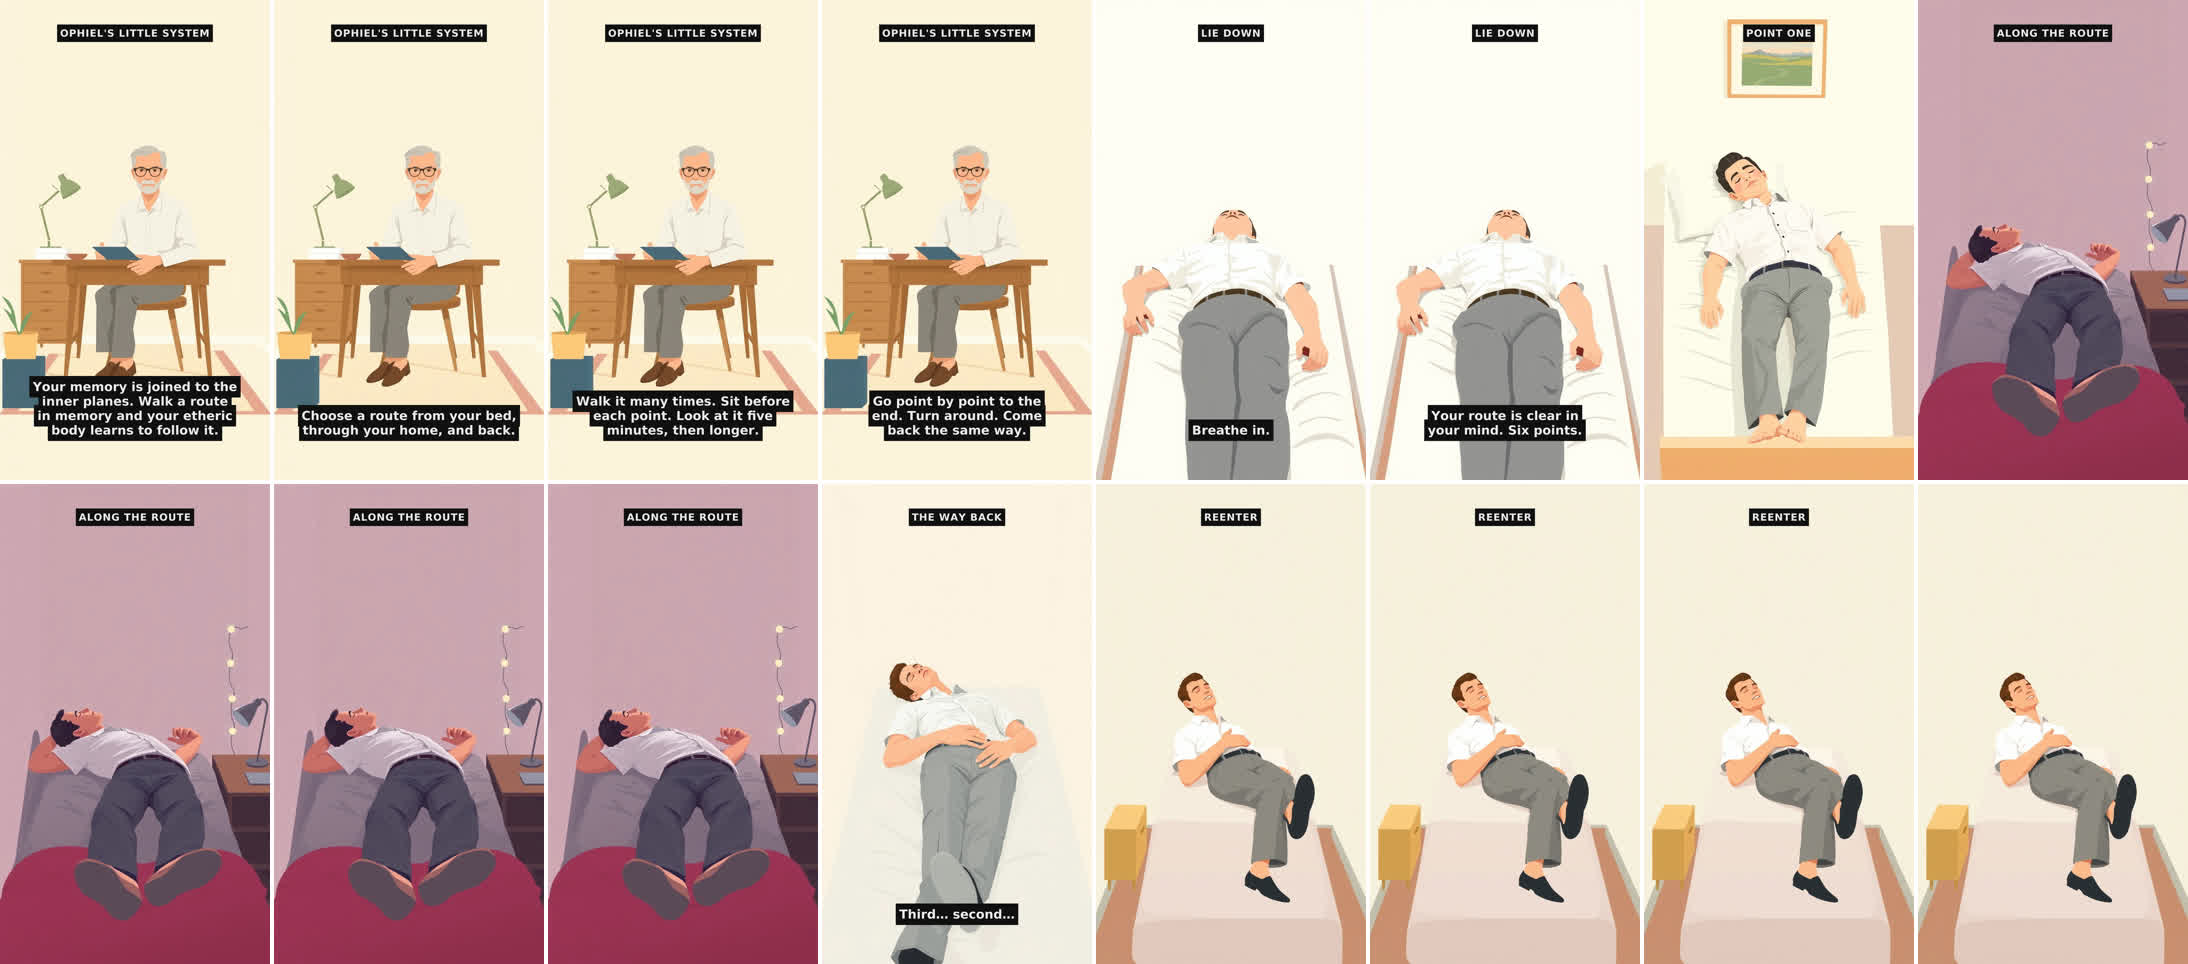 OPHIEL'S LITTLE SYSTEM
Your memory is joined to the
inner planes. Walk a route
in memory and your etheric
body learns to follow it.
OPHIEL'S LITTLE SYSTEM
Choose a route from your bed,
through your home, and back.
OPHIEL'S LITTLE SYSTEM
Walk it many times. Sit before
each point. Look at it five
minutes, then longer.
OPHIEL'S LITTLE SYSTEM
Go point by point to the
end. Turn around. Come
back the same way.
LIE DOWN
Breathe in.
LIE DOWN
Your route is clear in
your mind. Six points.
POINT ONE
ALONG THE ROUTE
ALONG THE ROUTE
ALONG THE ROUTE
ALONG THE ROUTE
THE WAY BACK
Third... second...
REENTER
REENTER
REENTER